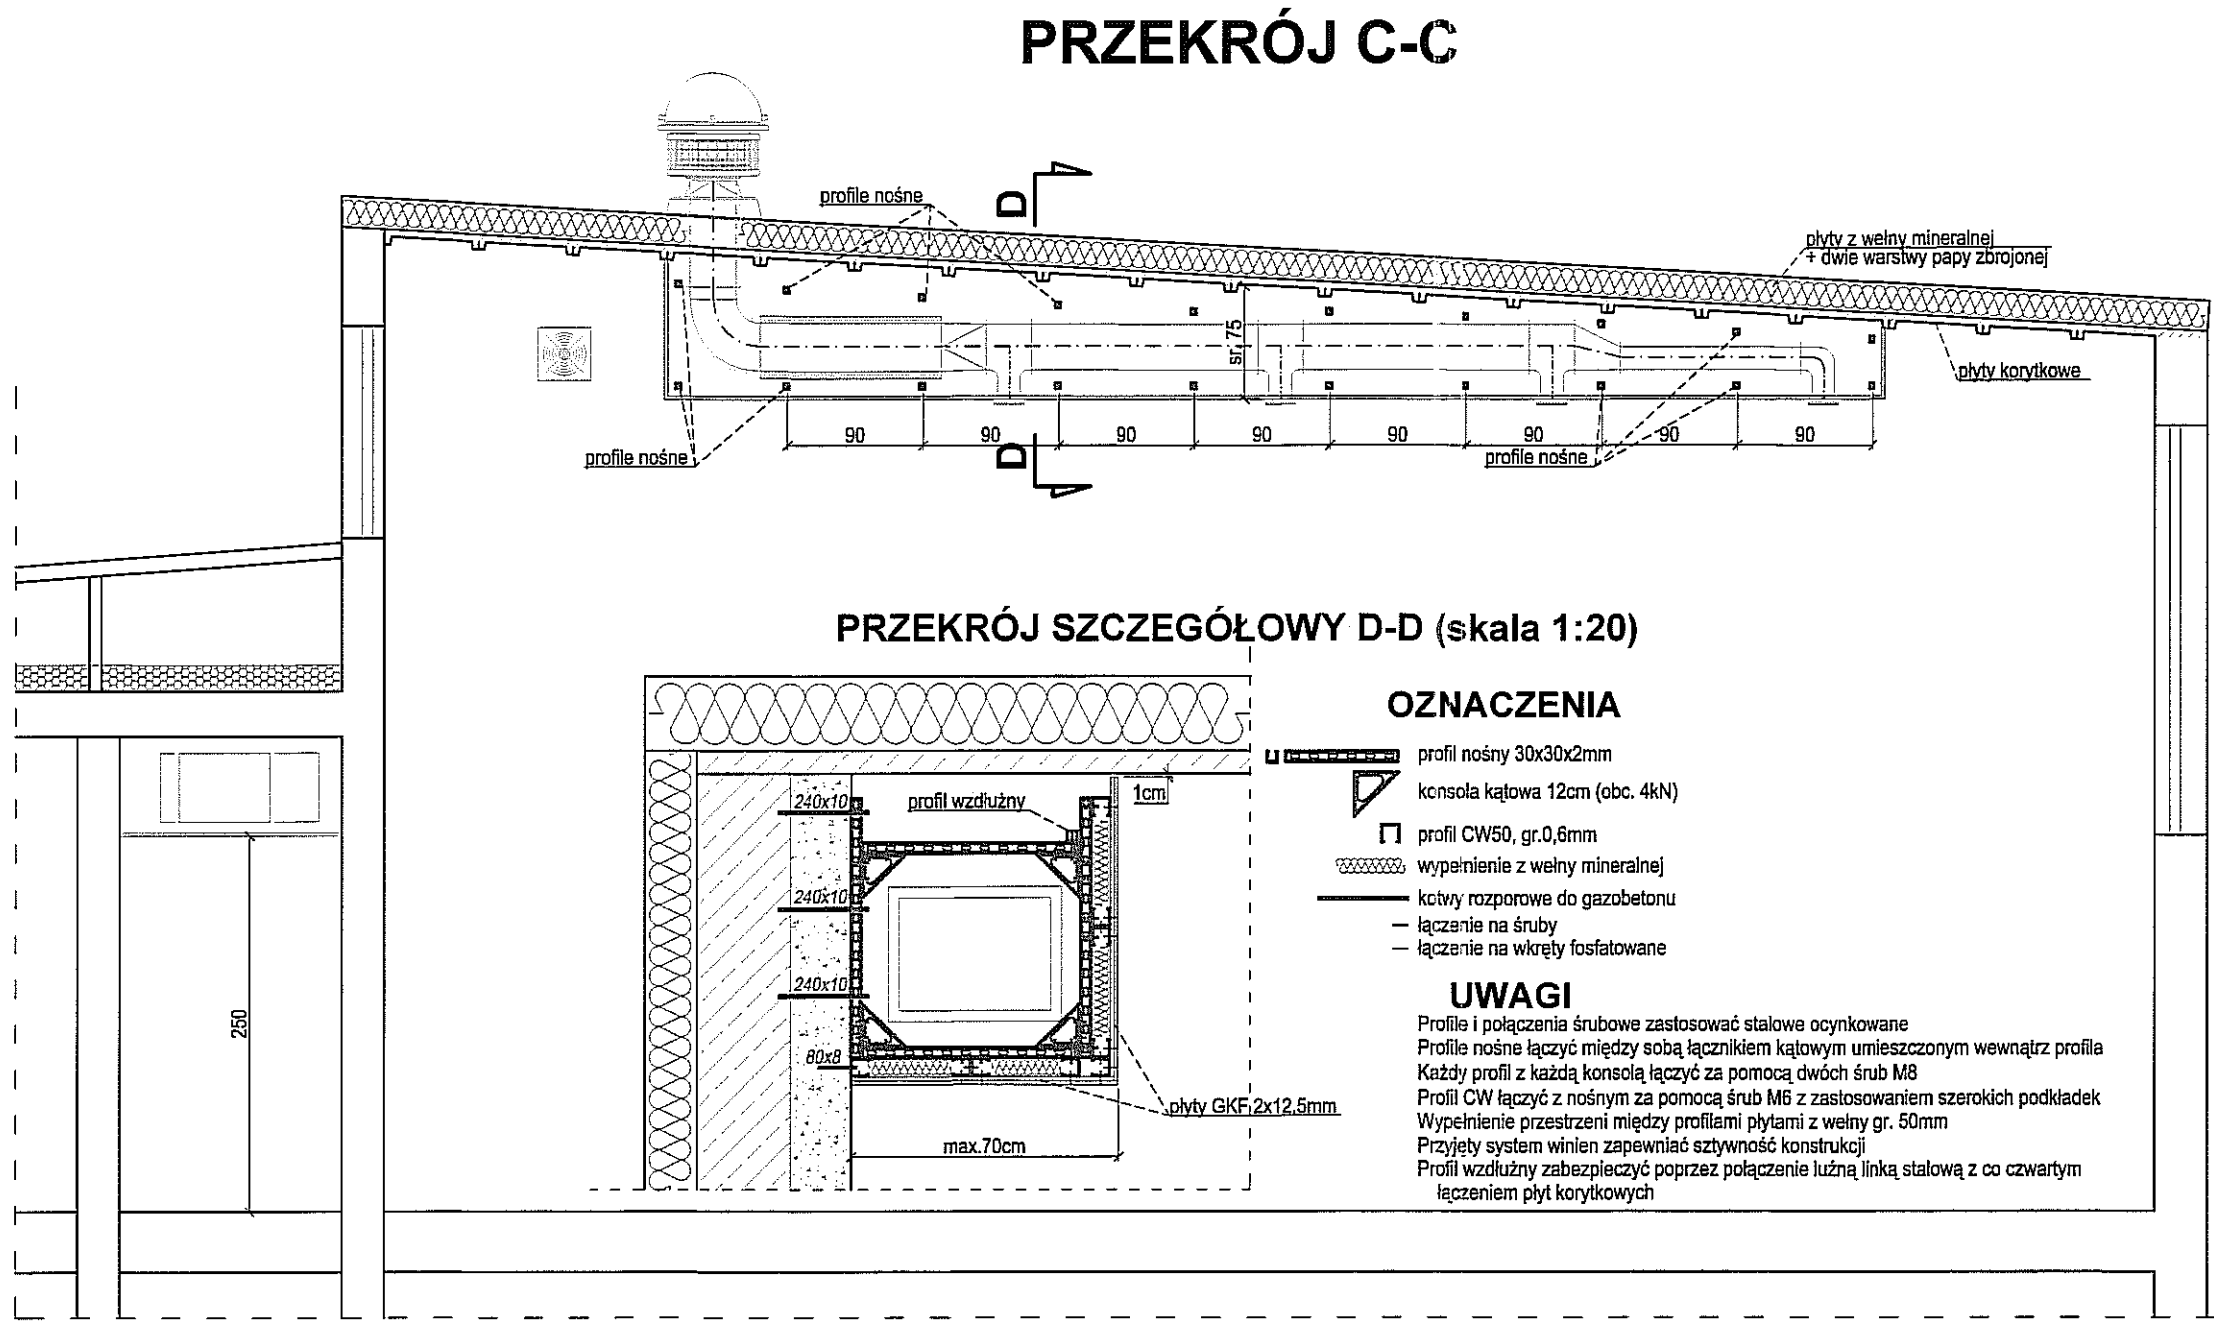 PRZEKRÓJ C-C
profile nośne
D
płyty z wełny mineralnej
+ dwie warstwy papy zbrojonej
śr. 75
płyty korytkowe
90
90
90
90
90
90
90
90
profile nośne
D
profile nośne
PRZEKRÓJ SZCZEGÓŁOWY D-D (skala 1:20)
OZNACZENIA
profil nośny 30x30x2mm
konsola kątowa 12cm (obc. 4kN)
profil CW50, gr.0,6mm
wypełnienie z wełny mineralnej
kotwy rozporowe do gazobetonu
łączenie na śruby
łączenie na wkręty fosfatowane
240x10
profil wzdłużny
1cm
240x10
240x10
80x8
płyty GKF 2x12,5mm
max.70cm
250
UWAGI
Profile i połączenia śrubowe zastosować stalowe ocynkowane
Profile nośne łączyć między sobą łącznikiem kątowym umieszczonym wewnątrz profila
Każdy profil z każdą konsolą łączyć za pomocą dwóch śrub M8
Profil CW łączyć z nośnym za pomocą śrub M6 z zastosowaniem szerokich podkładek
Wypełnienie przestrzeni między profilami płytami z wełny gr. 50mm
Przyjęty system winien zapewniać sztywność konstrukcji
Profil wzdłużny zabezpieczyć poprzez połączenie luźną linką stalową z co czwartym
łączeniem płyt korytkowych